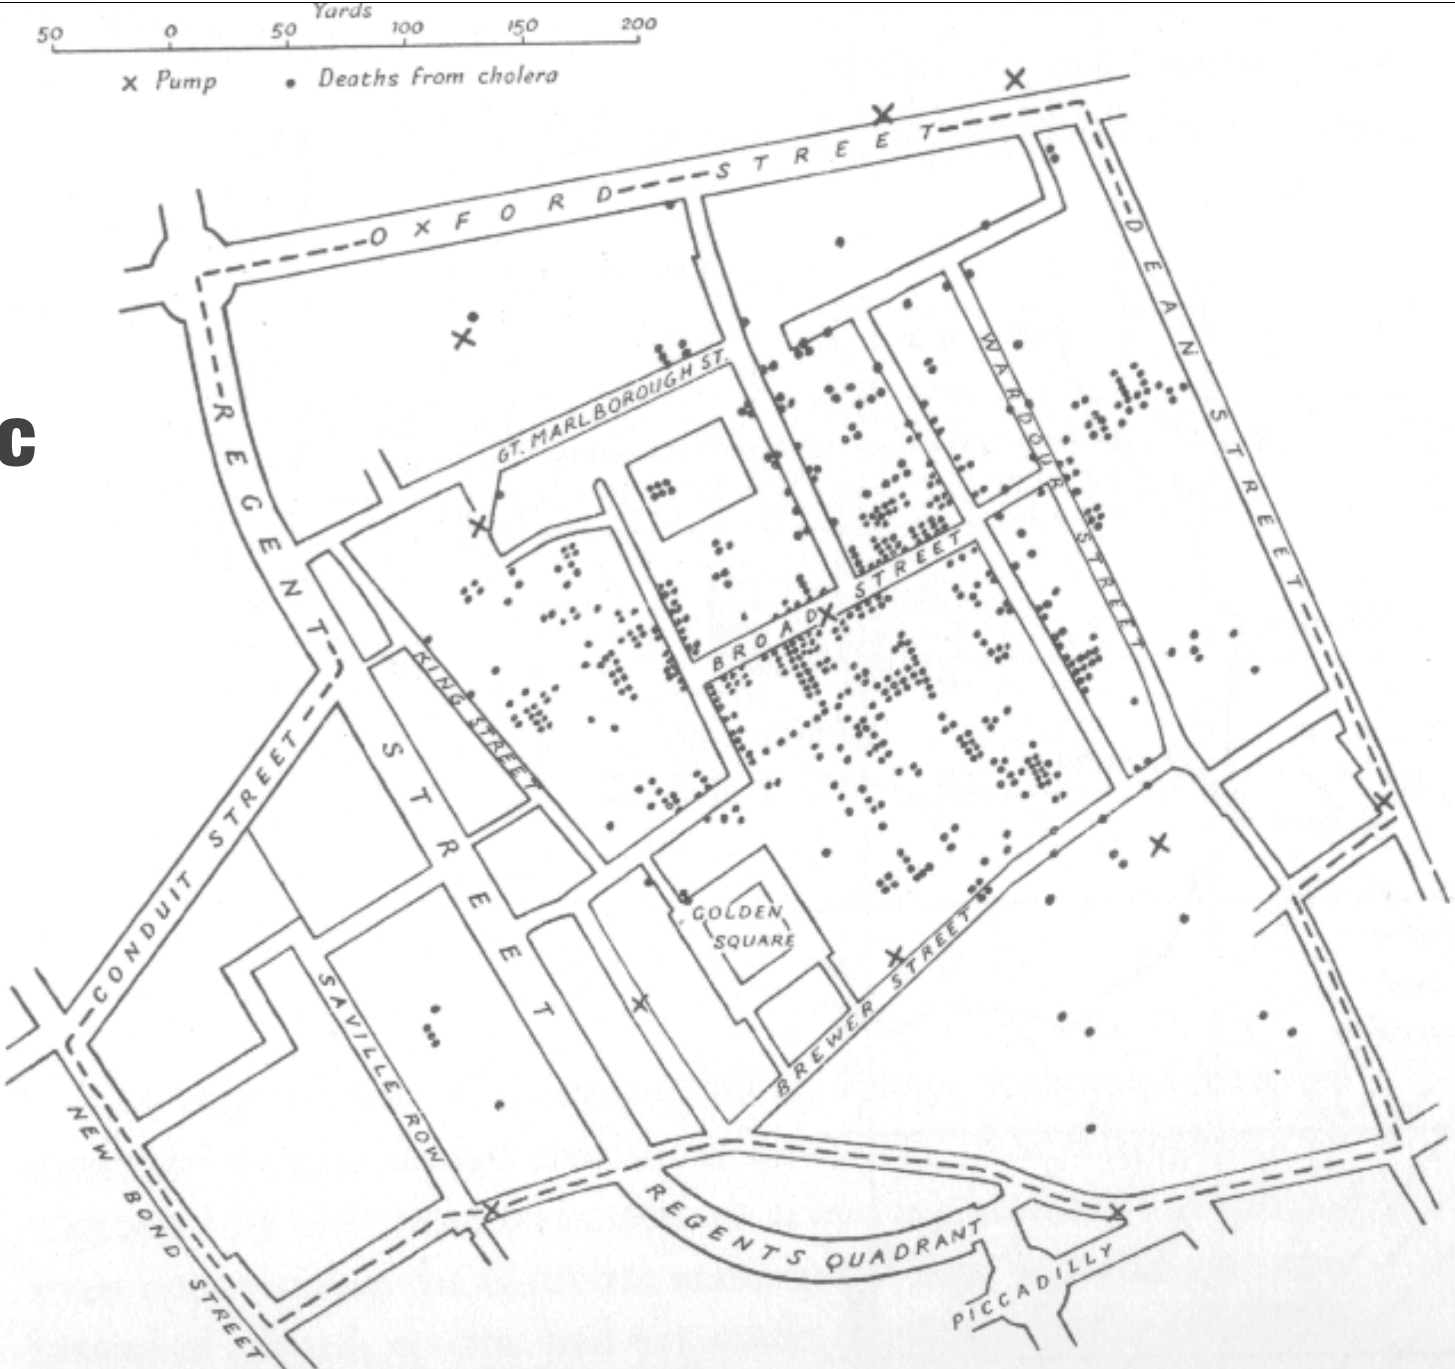 Yards
50 0 50 100 150 200
× Pump • Deaths from cholera
OXFORD STREET
DEAN STREET
c
REGENT STREET
GT. MARLBOROUGH ST.
WARDOUR STREET
BROAD STREET
KING STREET
CONDUIT STREET
GOLDEN
SQUARE
BREWER STREET
SAVILLE ROW
NEW BOND STREET
REGENTS QUADRANT
PICCADILLY